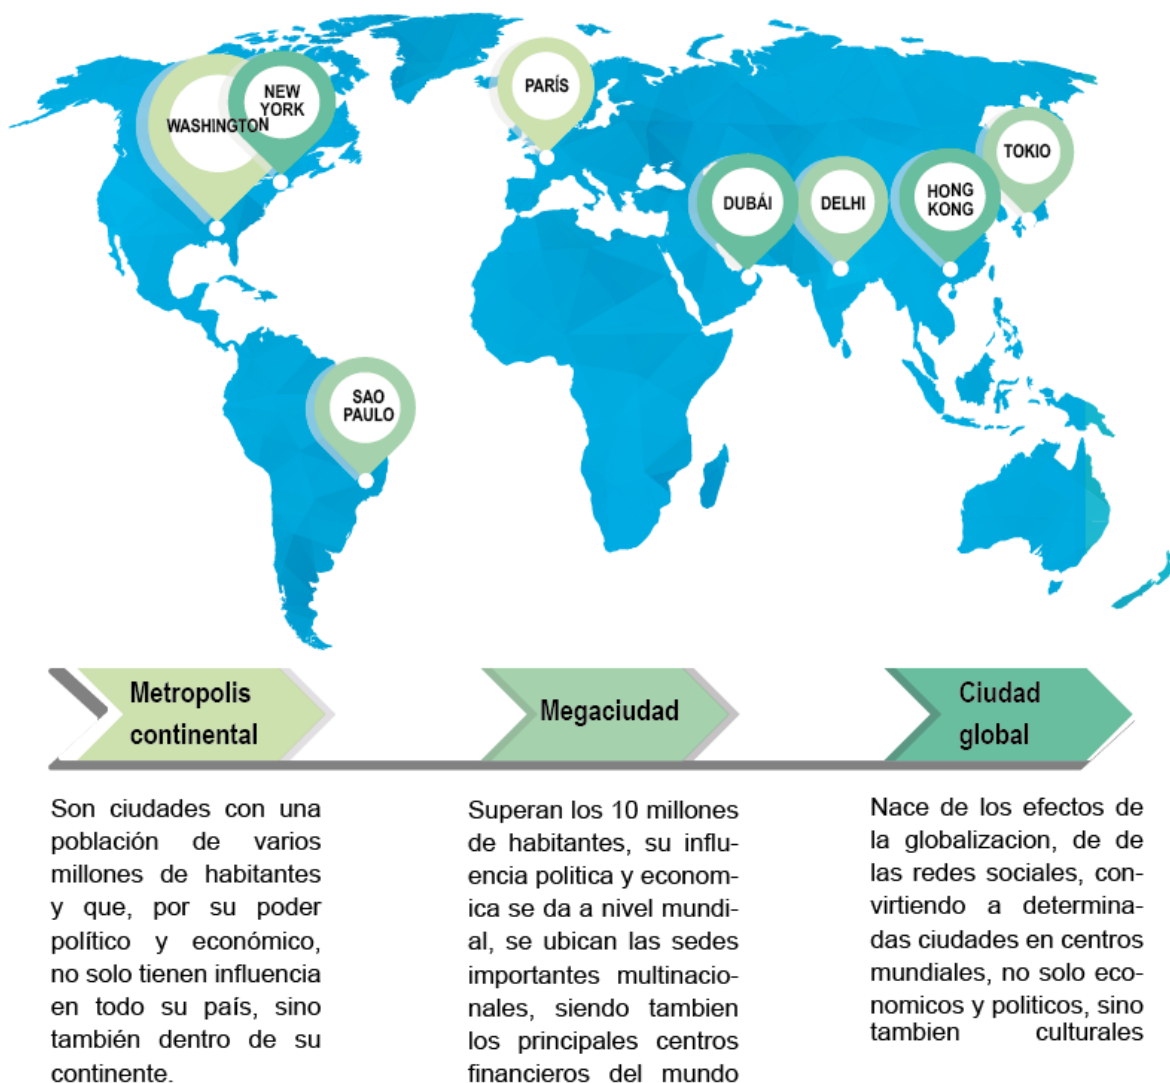 WASHINGTON
NEW
YORK
PARÍS
TOKIO
DUBÁI
DELHI
HONG
KONG
SAO
PAULO
Metropolis
continental
Son ciudades con una
población de varios
millones de habitantes
y que, por su poder
político y económico,
no solo tienen influencia
en todo su país, sino
también dentro de su
continente.
Megaciudad
Superan los 10 millones
de habitantes, su influ-
encia politica y econom-
ica se da a nivel mundi-
al, se ubican las sedes
importantes multinacio-
nales, siendo tambien
los principales centros
financieros del mundo
Ciudad
global
Nace de los efectos de
la globalizacion, de de
las redes sociales, con-
virtiendo a determina-
das ciudades en centros
mundiales, no solo eco-
nomicos y politicos, sino
tambien culturales